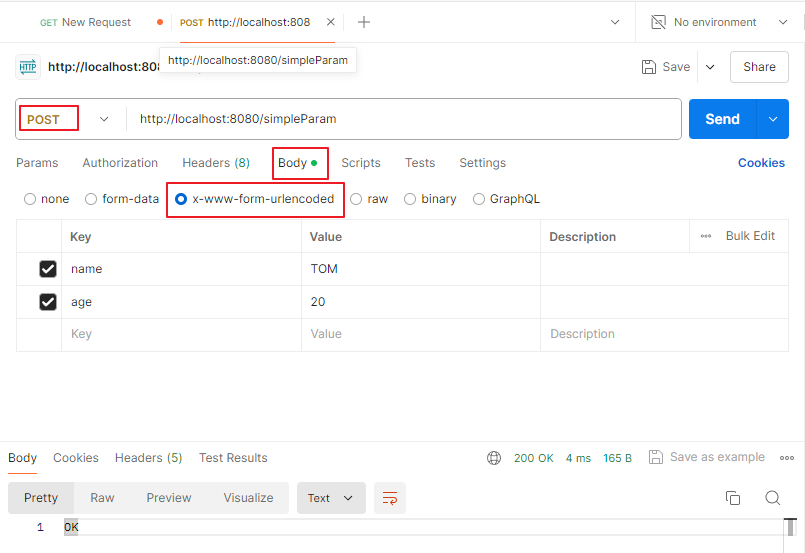 GET New Request POST http://localhost:808 No environment
http://localhost:8080/simpleParam
HTTP http://localhost:808 Save Share
POST http://localhost:8080/simpleParam Send
Params Authorization Headers (8) Body Scripts Tests Settings Cookies
none form-data x-www-form-urlencoded raw binary GraphQL
Key Value Description Bulk Edit
name TOM
age 20
Key Value Description
Body Cookies Headers (5) Test Results 200 OK 4 ms 165 B Save as example
Pretty Raw Preview Visualize Text
1 OK